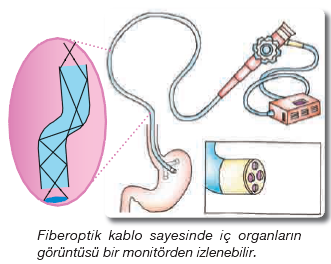 Fiberoptik kablo sayesinde iç organların
görüntüsü bir monitörden izlenebilir.